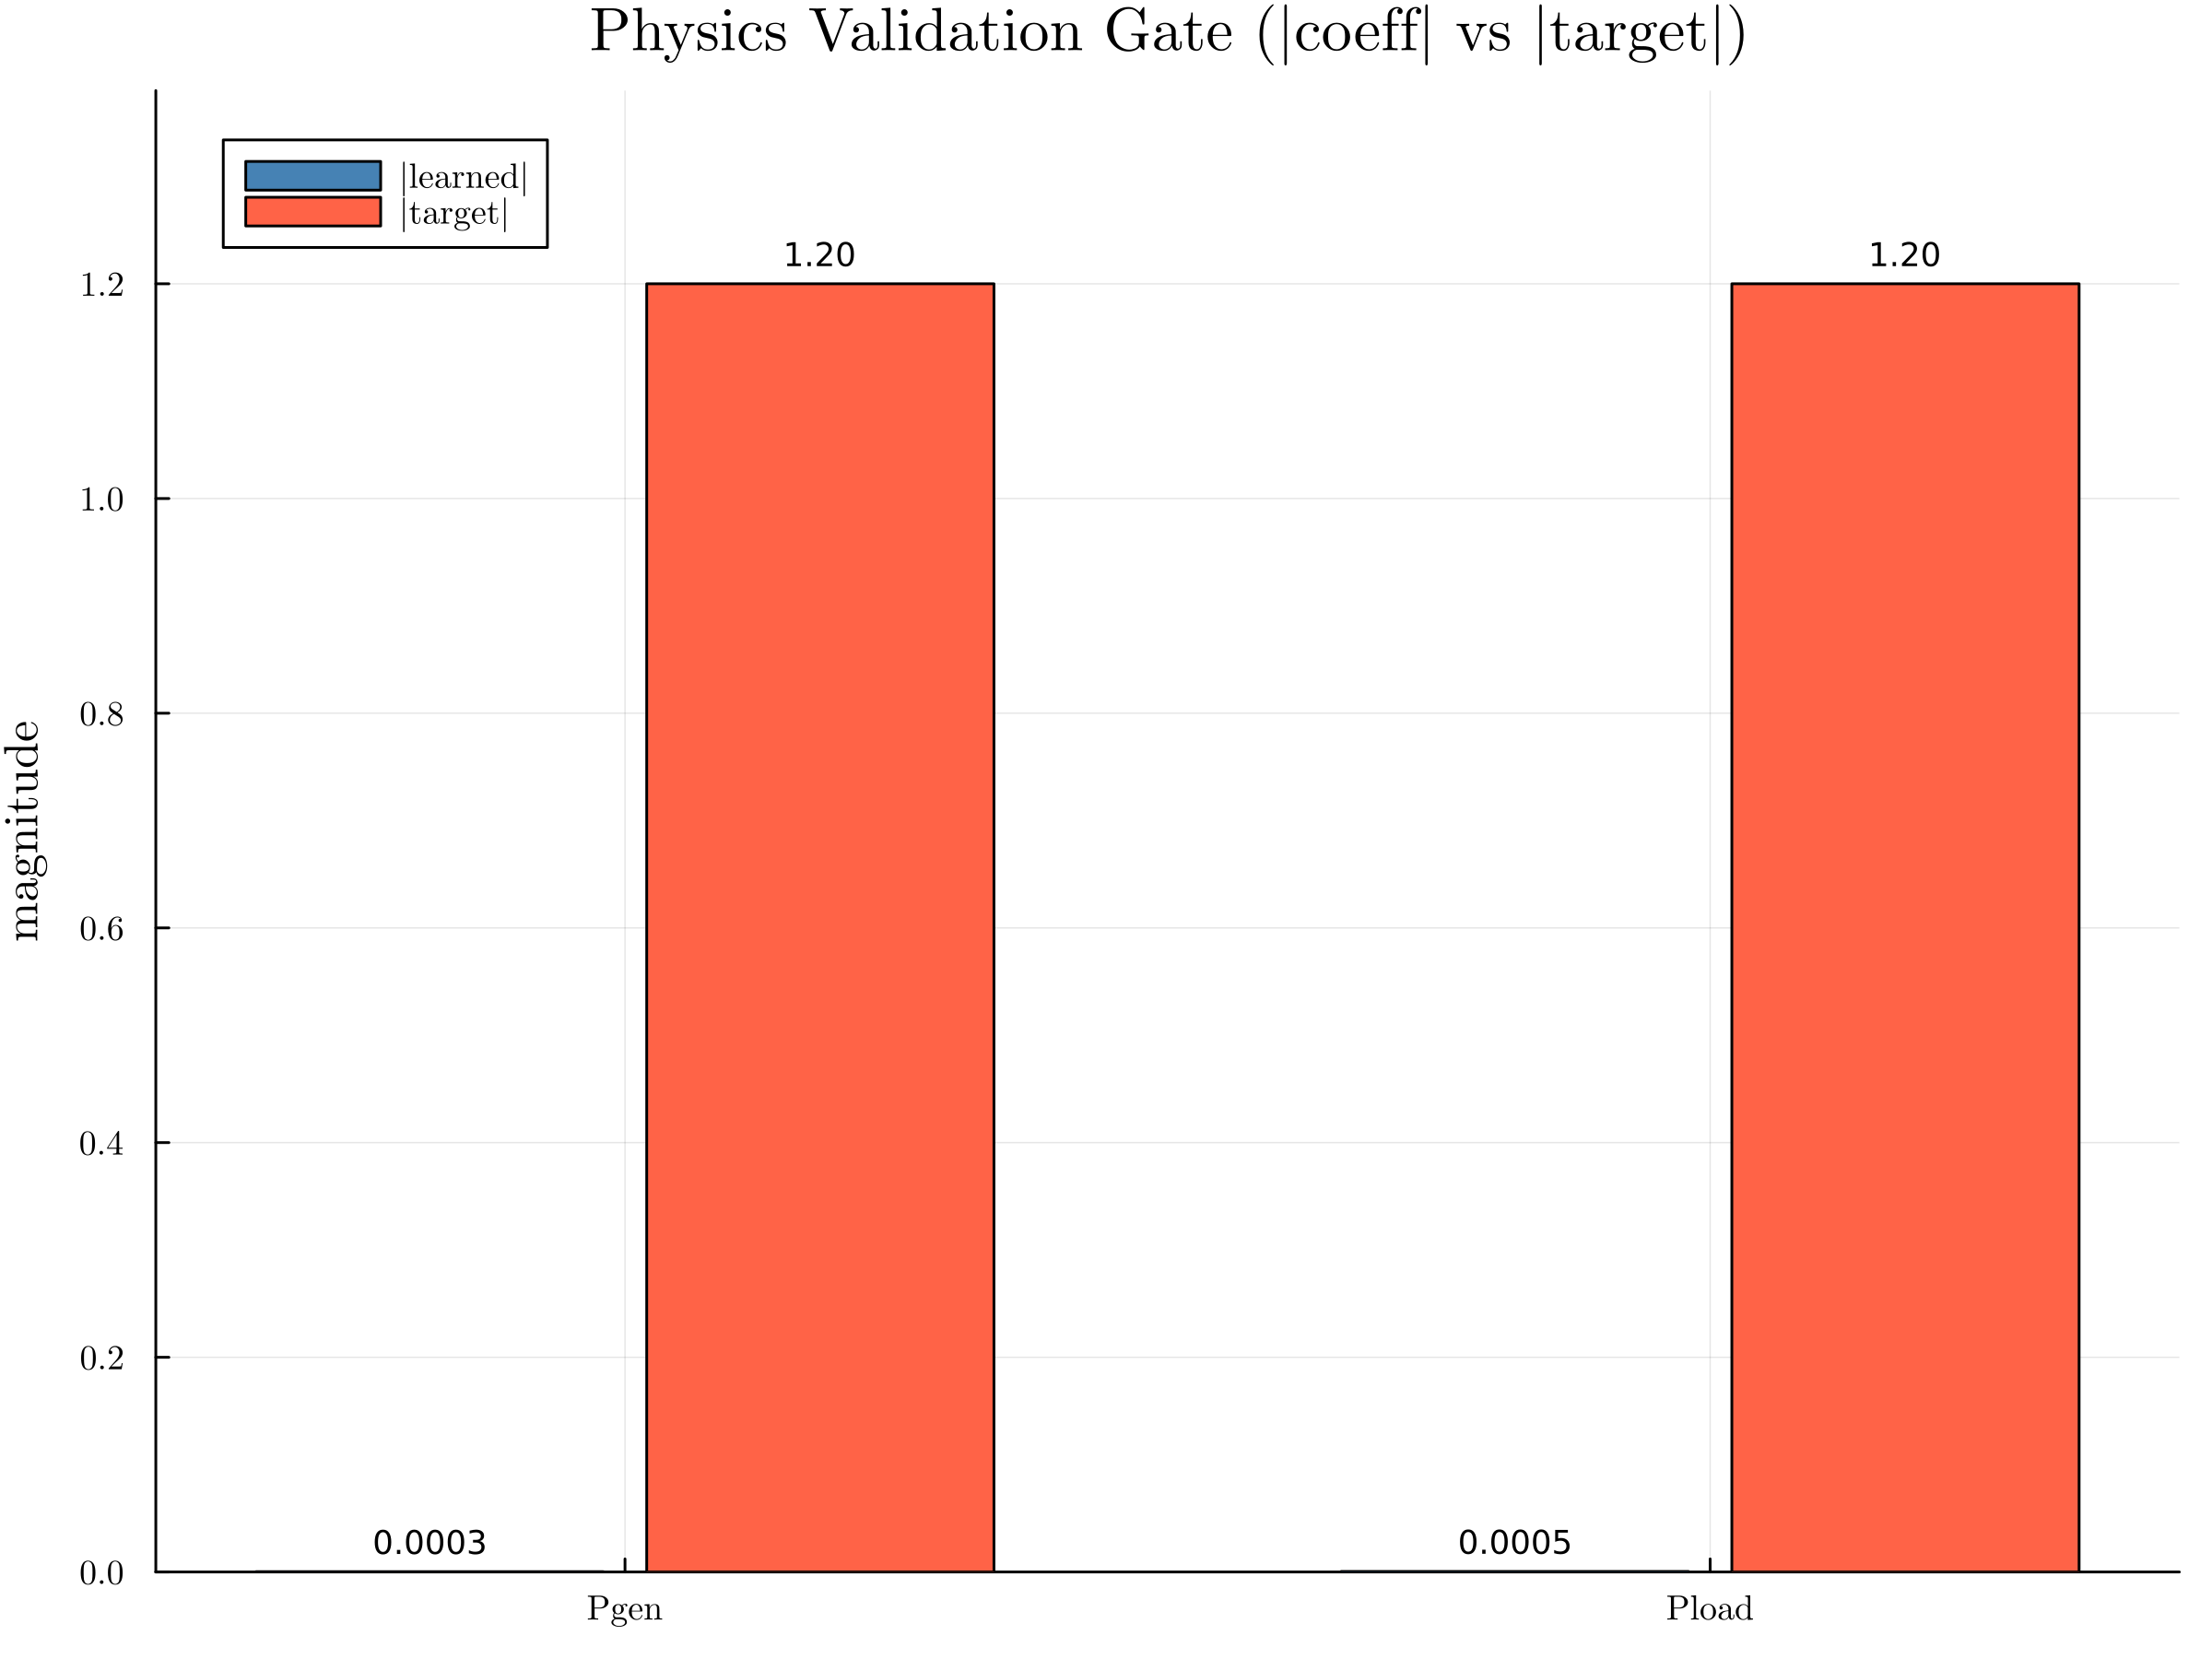 Physics Validation Gate (|coeff| vs |target|)
|learned|
|target|
1.20
1.20
1.2
1.0
0.8
0.6
0.4
0.2
0.0
magnitude
0.0003
0.0005
Pgen
Pload